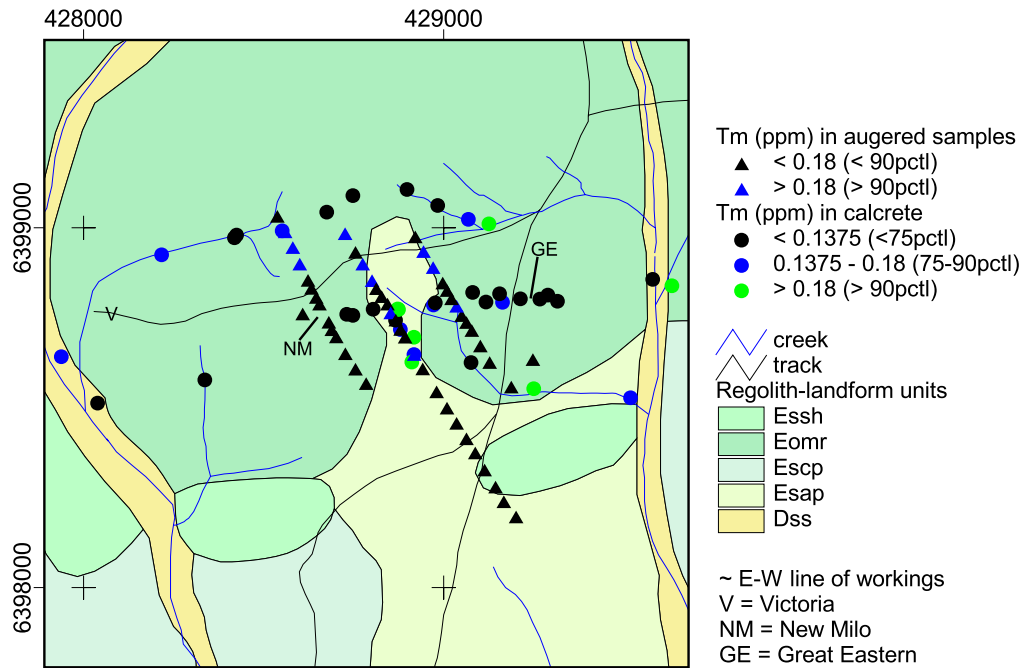 428000 429000
6399000
6398000
V
NM
GE
Tm (ppm) in augered samples
< 0.18 (< 90pctl)
> 0.18 (> 90pctl)
Tm (ppm) in calcrete
< 0.1375 (<75pctl)
0.1375 - 0.18 (75-90pctl)
> 0.18 (> 90pctl)
creek
track
Regolith-landform units
Essh
Eomr
Escp
Esap
Dss
~ E-W line of workings
V = Victoria
NM = New Milo
GE = Great Eastern